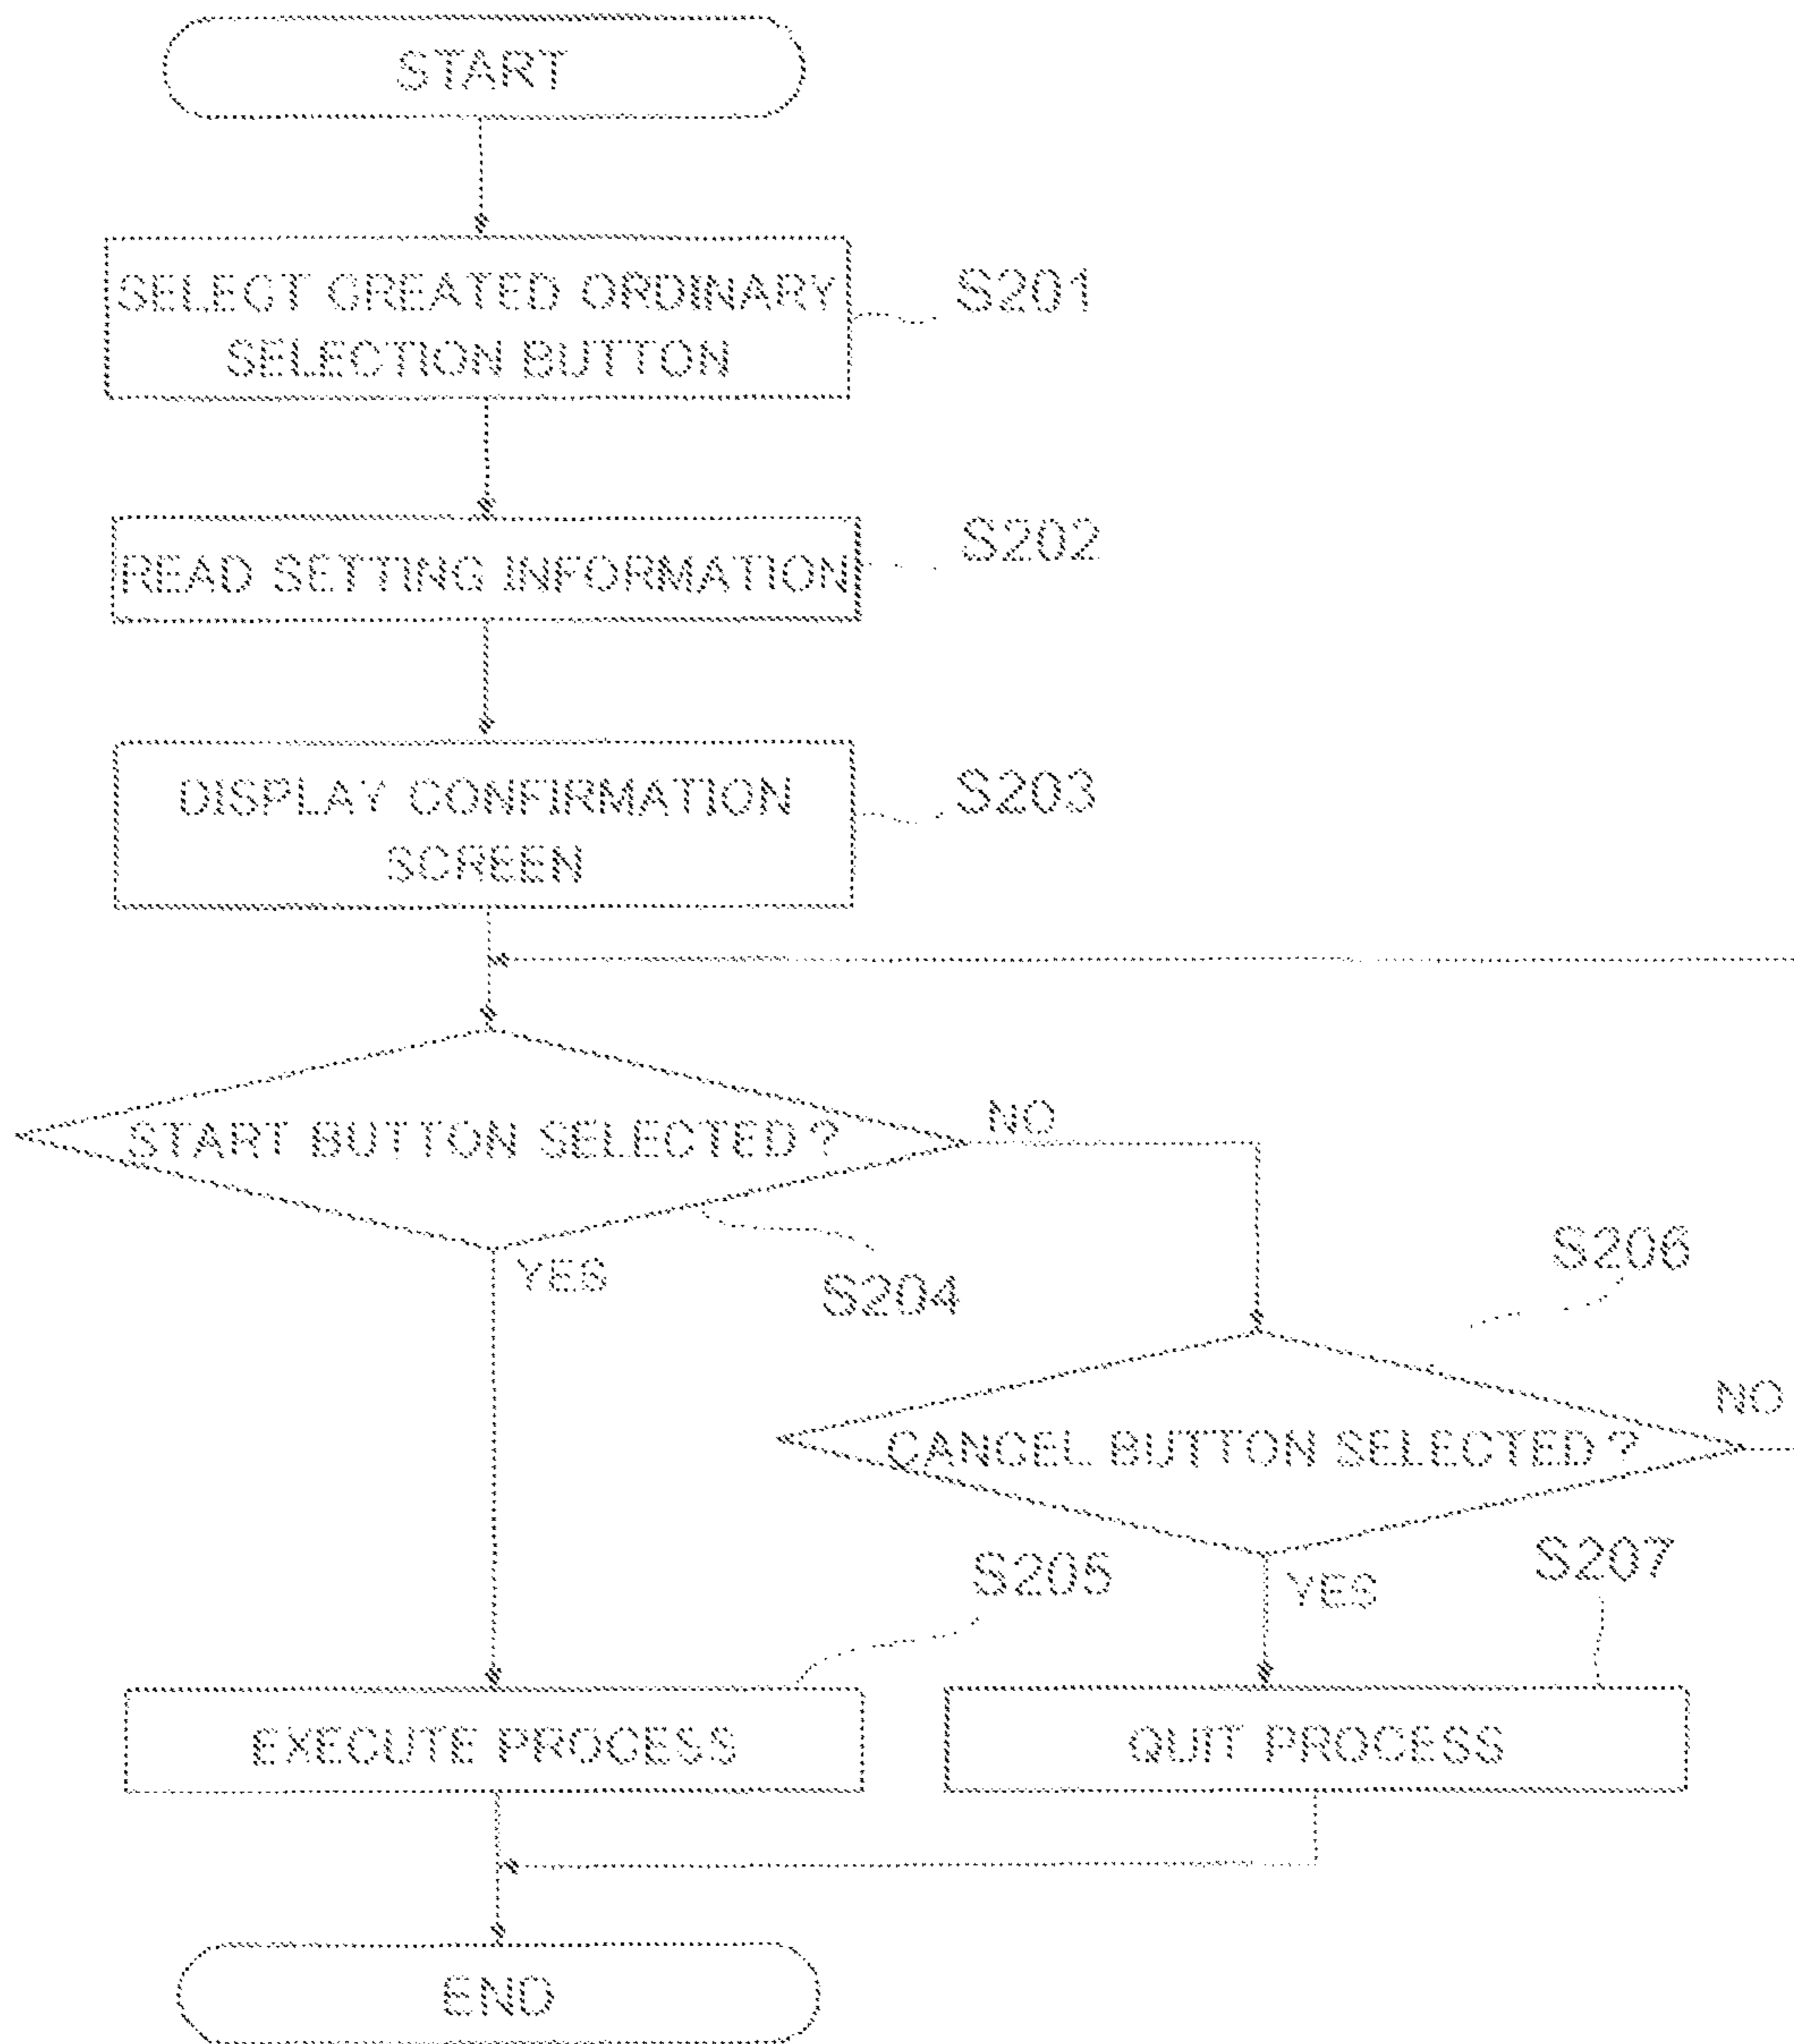 START
SELECT CREATED ORDINARY
SELECTION BUTTON
S201
READ SETTING INFORMATION
S202
DISPLAY CONFIRMATION
SCREEN
S203
START BUTTON SELECTED?
NO
YES
S204
S206
CANCEL BUTTON SELECTED?
NO
YES
S205
S207
EXECUTE PROCESS
QUIT PROCESS
END